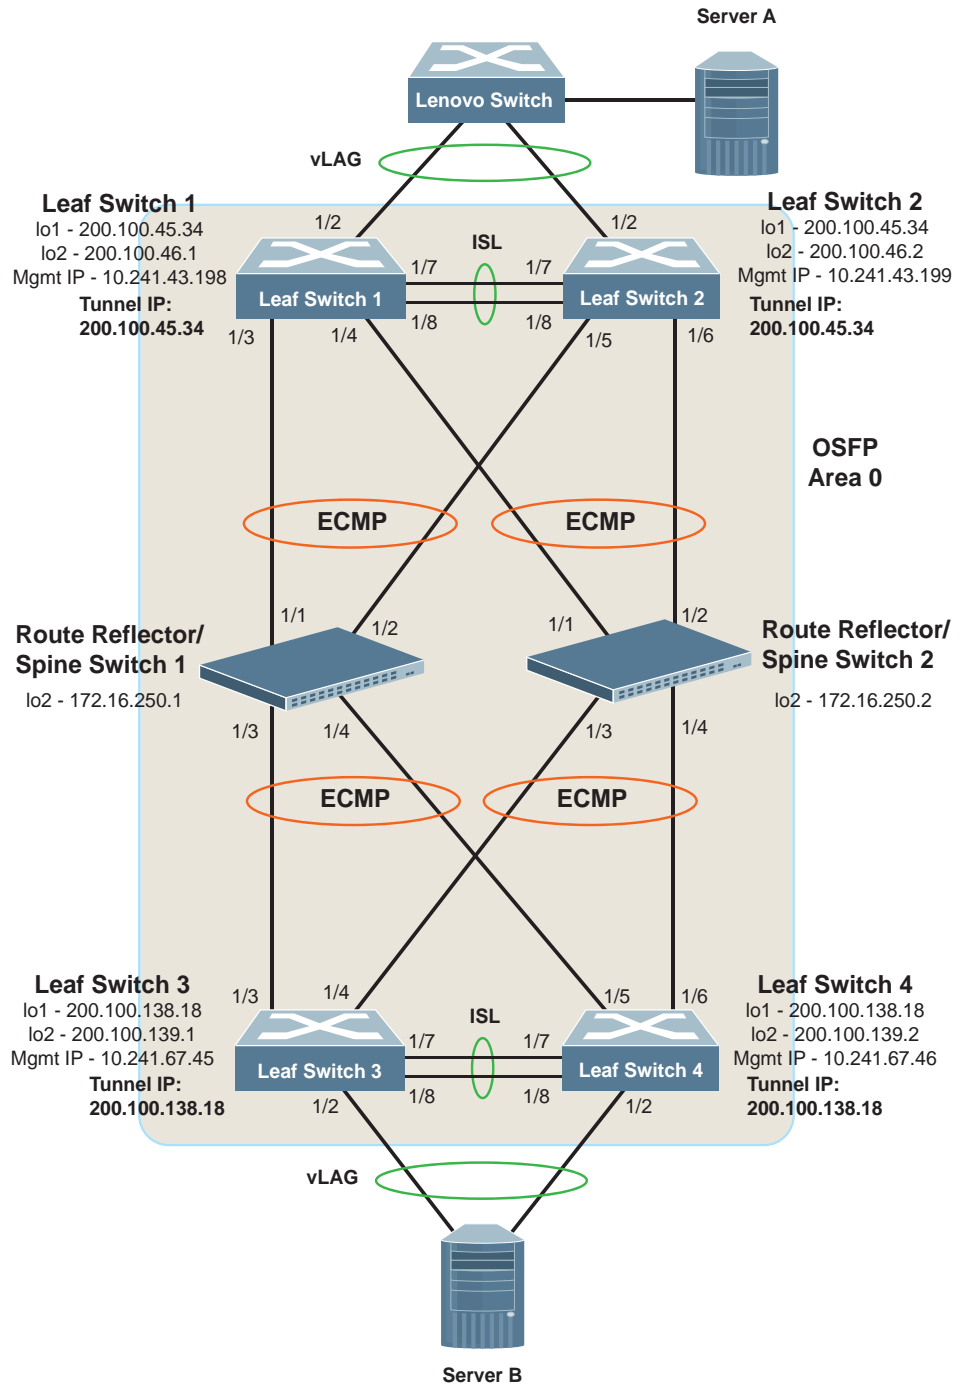 Server A
Lenovo Switch
vLAG
Leaf Switch 1
lo1 - 200.100.45.34
lo2 - 200.100.46.1
Mgmt IP - 10.241.43.198
Tunnel IP:
200.100.45.34
Leaf Switch 2
lo1 - 200.100.45.34
lo2 - 200.100.46.2
Mgmt IP - 10.241.43.199
Tunnel IP:
200.100.45.34
1/2
1/2
ISL
1/7
1/7
Leaf Switch 1
Leaf Switch 2
1/8
1/8
1/3
1/4
1/5
1/6
OSFP
Area 0
ECMP
ECMP
1/1
1/2
1/1
1/2
Route Reflector/
Spine Switch 1
lo2 - 172.16.250.1
Route Reflector/
Spine Switch 2
lo2 - 172.16.250.2
1/3
1/4
1/3
1/4
ECMP
ECMP
Leaf Switch 3
lo1 - 200.100.138.18
lo2 - 200.100.139.1
Mgmt IP - 10.241.67.45
Tunnel IP:
200.100.138.18
Leaf Switch 4
lo1 - 200.100.138.18
lo2 - 200.100.139.2
Mgmt IP - 10.241.67.46
Tunnel IP:
200.100.138.18
1/3
1/4
1/5
1/6
ISL
1/7
1/7
Leaf Switch 3
Leaf Switch 4
1/8
1/8
1/2
1/2
vLAG
Server B